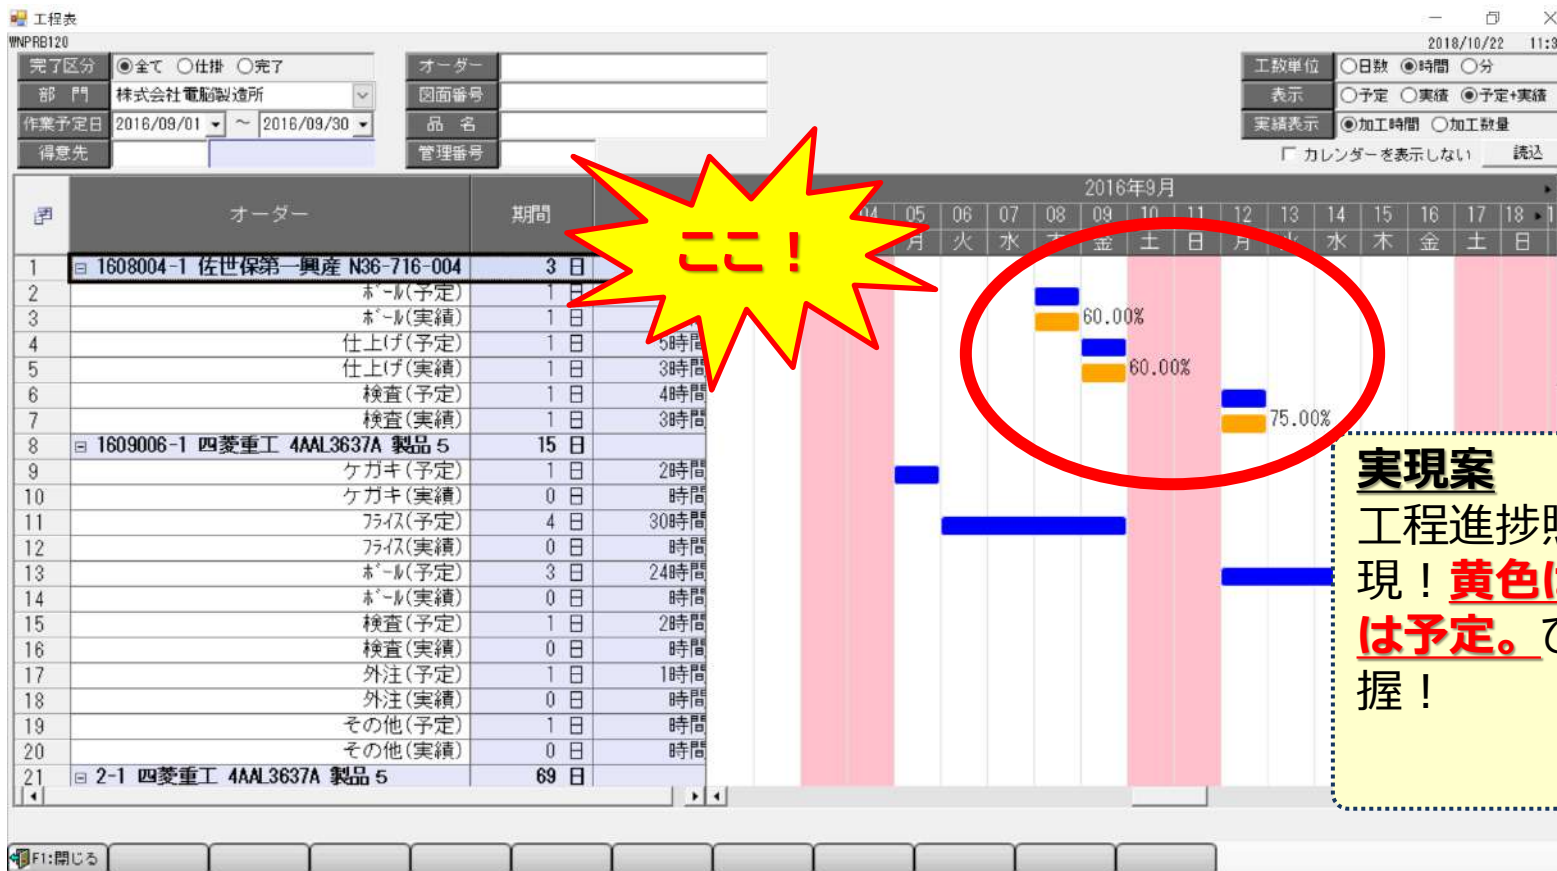 工程表
WNPRB120
2018/10/22 11:3
完了区分 全て 仕掛 完了 オーダー 工数単位 日数 時間 分
部 門 株式会社電脳製造所 図面番号 表示 予定 実績 予定+実績
作業予定日 2016/09/01 ～ 2016/09/30 品 名 実績表示 加工時間 加工数量
得意先 管理番号 カレンダーを表示しない 読込
2016年9月
オーダー 期間
04 05 06 07 08 09 10 11 12 13 14 15 16 17 18 1
月 火 水 木 金 土 日 月 火 水 木 金 土 日
ここ！
1 1608004-1 佐世保第一興産 N36-716-004 3 日
2 ボール(予定) 1 日
3 ボール(実績) 1 日 60.00%
4 仕上げ(予定) 1 日 5時間
5 仕上げ(実績) 1 日 3時間 60.00%
6 検査(予定) 1 日 4時間
7 検査(実績) 1 日 3時間 75.00%
8 1609006-1 四菱重工 4AAL3637A 製品５ 15 日
9 ケガキ(予定) 1 日 2時間
10 ケガキ(実績) 0 日 時間
11 フライス(予定) 4 日 30時間
12 フライス(実績) 0 日 時間
13 ボール(予定) 3 日 24時間
14 ボール(実績) 0 日 時間
15 検査(予定) 1 日 2時間
16 検査(実績) 0 日 時間
17 外注(予定) 1 日 1時間
18 外注(実績) 0 日 時間
19 その他(予定) 1 日 時間
20 その他(実績) 0 日 時間
21 2-1 四菱重工 4AAL3637A 製品５ 69 日
実現案
工程進捗
現！黄色は
は予定。で
握！
F1:閉じる